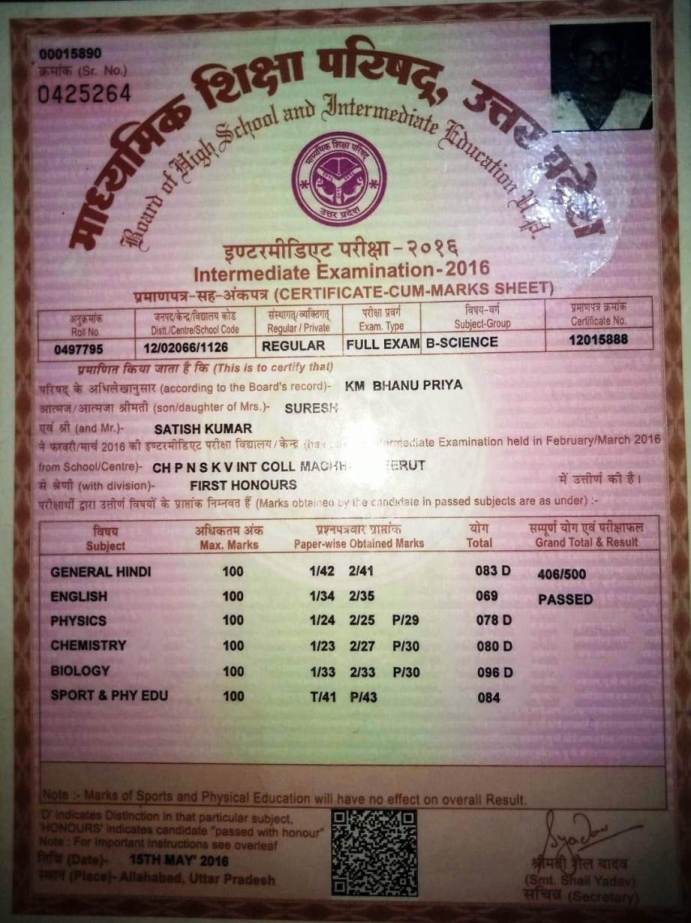 00015890
क्रमांक (Sr. No.)
0425264
माध्यमिक शिक्षा परिषद्, उत्तर प्रदेश
Board of High School and Intermediate Education U.P.
माध्यमिक शिक्षा परिषद
उत्तर प्रदेश
इण्टरमीडिएट परीक्षा-२०१६
Intermediate Examination-2016
प्रमाणपत्र-सह-अंकपत्र (CERTIFICATE-CUM-MARKS SHEET)
अनुक्रमांक जनपद/केन्द्र/विद्यालय कोड संस्थागत/व्यक्तिगत परीक्षा प्रवर्ग विषय-वर्ग प्रमाणपत्र क्रमांक
Roll No. Distt./Centre/School Code Regular / Private Exam. Type Subject-Group Certificate No.
0497795 12/02066/1126 REGULAR FULL EXAM B-SCIENCE 12015888
प्रमाणित किया जाता है कि (This is to certify that)
परिषद् के अभिलेखानुसार (according to the Board's record)- KM BHANU PRIYA
आत्मज/आत्मजा श्रीमती (son/daughter of Mrs.)- SURESH
एवं श्री (and Mr.)- SATISH KUMAR
ने फरवरी/मार्च 2016 की इण्टरमीडिएट परीक्षा विद्यालय/केन्द्र Intermediate Examination held in February/March 2016
from School/Centre)- CH P N S K V INT COLL
से श्रेणी (with division)- FIRST HONOURS में उत्तीर्ण की है।
परीक्षार्थी द्वारा उत्तीर्ण विषयों के प्राप्तांक निम्नवत हैं (Marks obtained by the candidate in passed subjects are as under) :-
विषय अधिकतम अंक प्रश्नपत्रवार प्राप्तांक योग सम्पूर्ण योग एवं परीक्षाफल
Subject Max. Marks Paper-wise Obtained Marks Total Grand Total & Result
GENERAL HINDI 100 1/42 2/41 083 D 406/500
ENGLISH 100 1/34 2/35 069 PASSED
PHYSICS 100 1/24 2/25 P/29 078 D
CHEMISTRY 100 1/23 2/27 P/30 080 D
BIOLOGY 100 1/33 2/33 P/30 096 D
SPORT & PHY EDU 100 T/41 P/43 084
Note :- Marks of Sports and Physical Education will have no effect on overall Result.
'D' indicates Distinction in that particular subject.
'HONOURS' indicates candidate "passed with honour"
Note : For important instructions see overleaf
तिथि (Date)- 15TH MAY' 2016
स्थान (Place)- Allahabad, Uttar Pradesh
श्रीमती शैल यादव
(Smt. Shail Yadav)
सचिव (Secretary)